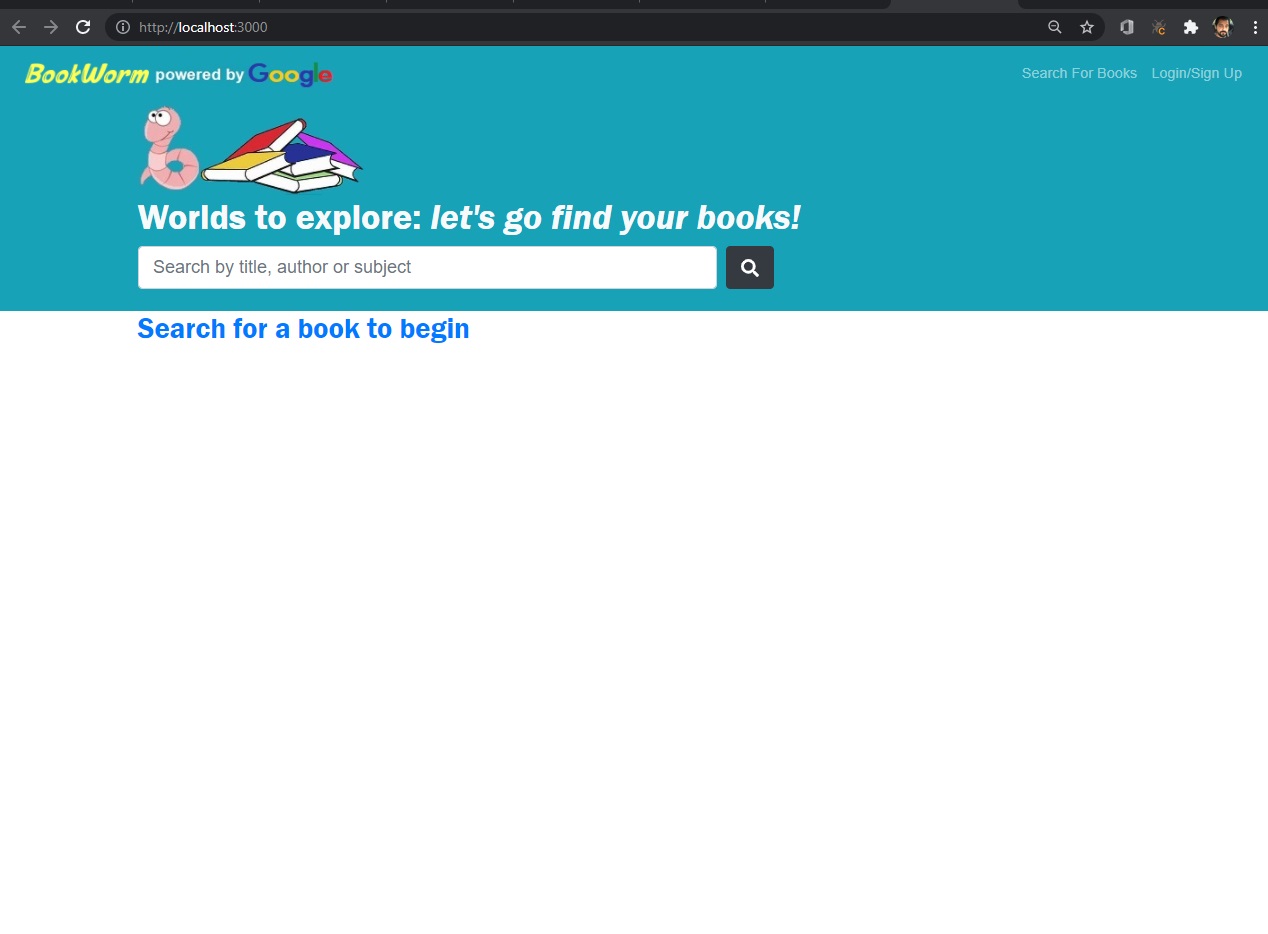 http://localhost:3000
BookWorm powered by Google
Search For Books Login/Sign Up
Worlds to explore: let's go find your books!
Search by title, author or subject
Search for a book to begin